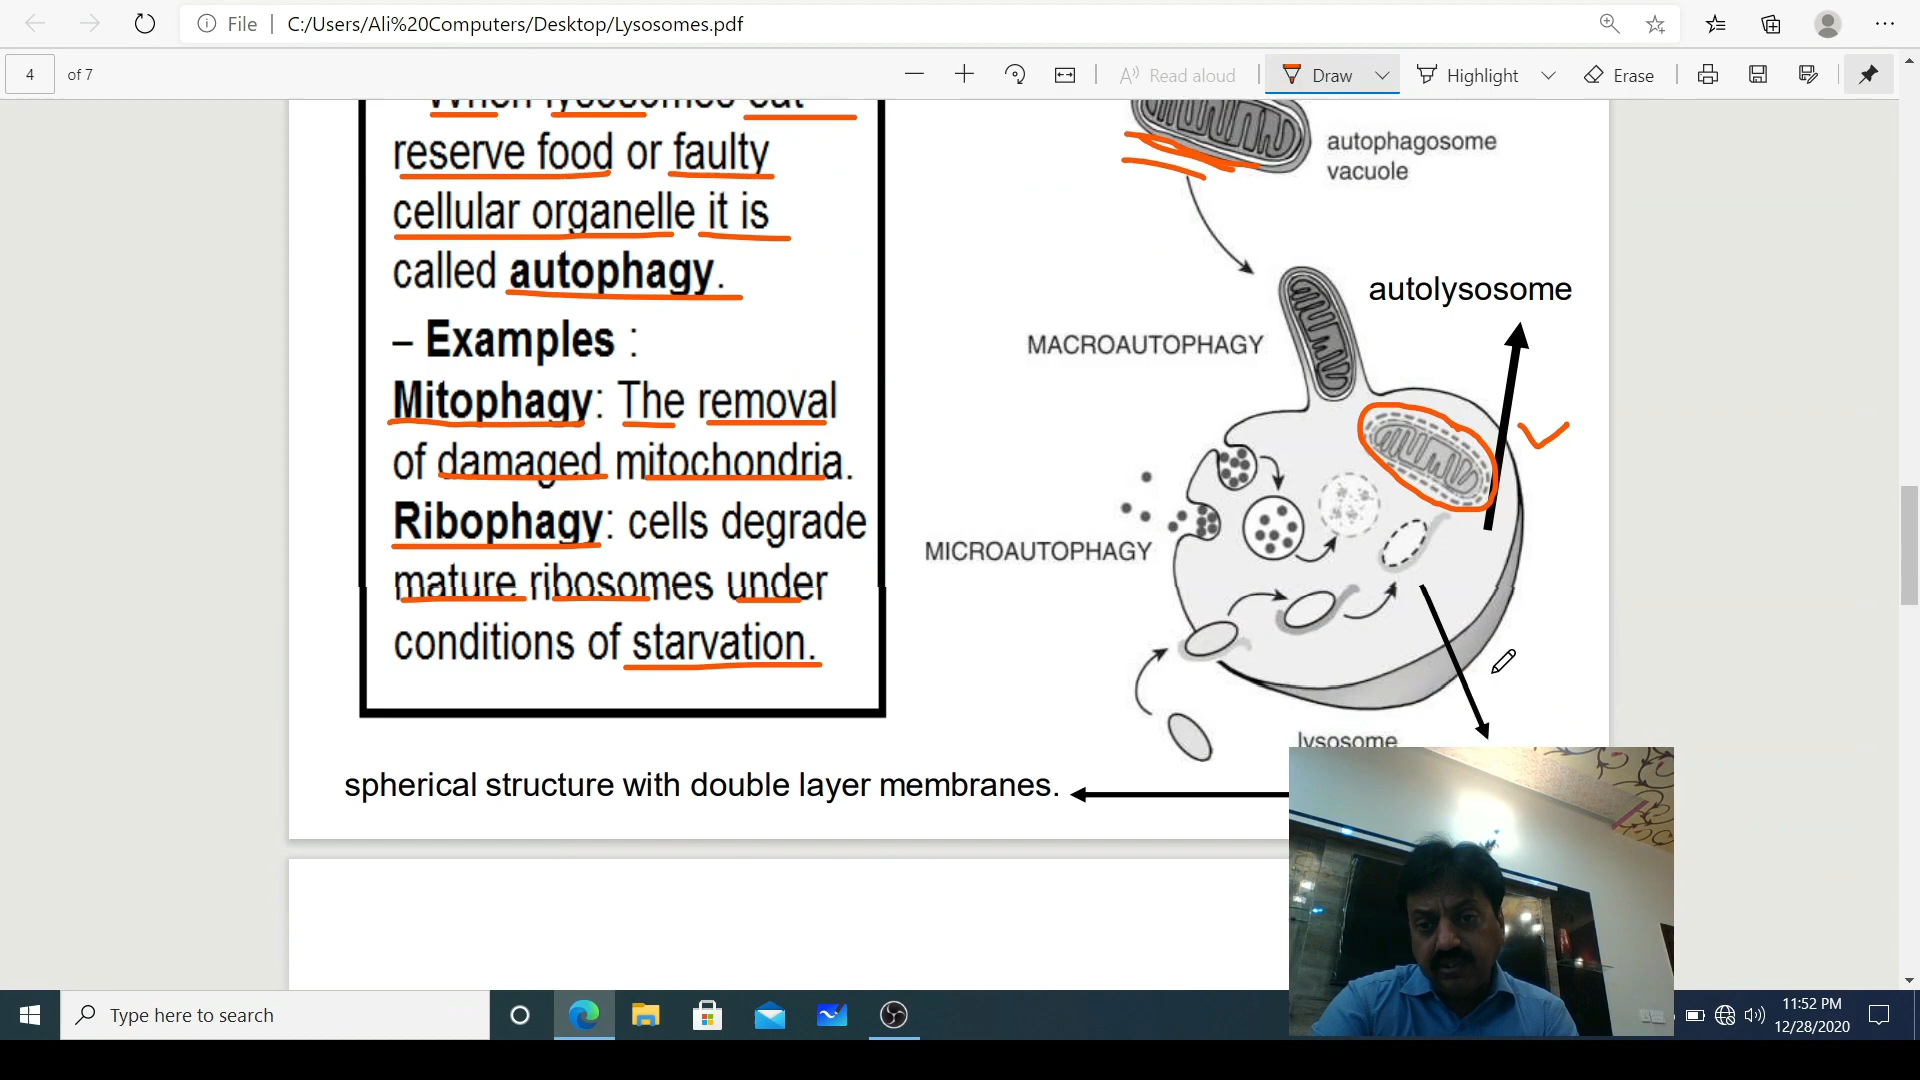 File
C:/Users/Ali%20Computers/Desktop/Lysosomes.pdf
4
of 7
Read aloud
Draw
Highlight
Erase
When lysosomes eat
reserve food or faulty
cellular organelle it is
called autophagy.
– Examples :
Mitophagy: The removal
of damaged mitochondria.
Ribophagy: cells degrade
mature ribosomes under
conditions of starvation.
autophagosome
vacuole
autolysosome
MACROAUTOPHAGY
MICROAUTOPHAGY
lysosome
spherical structure with double layer membranes.
Type here to search
11:52 PM
12/28/2020